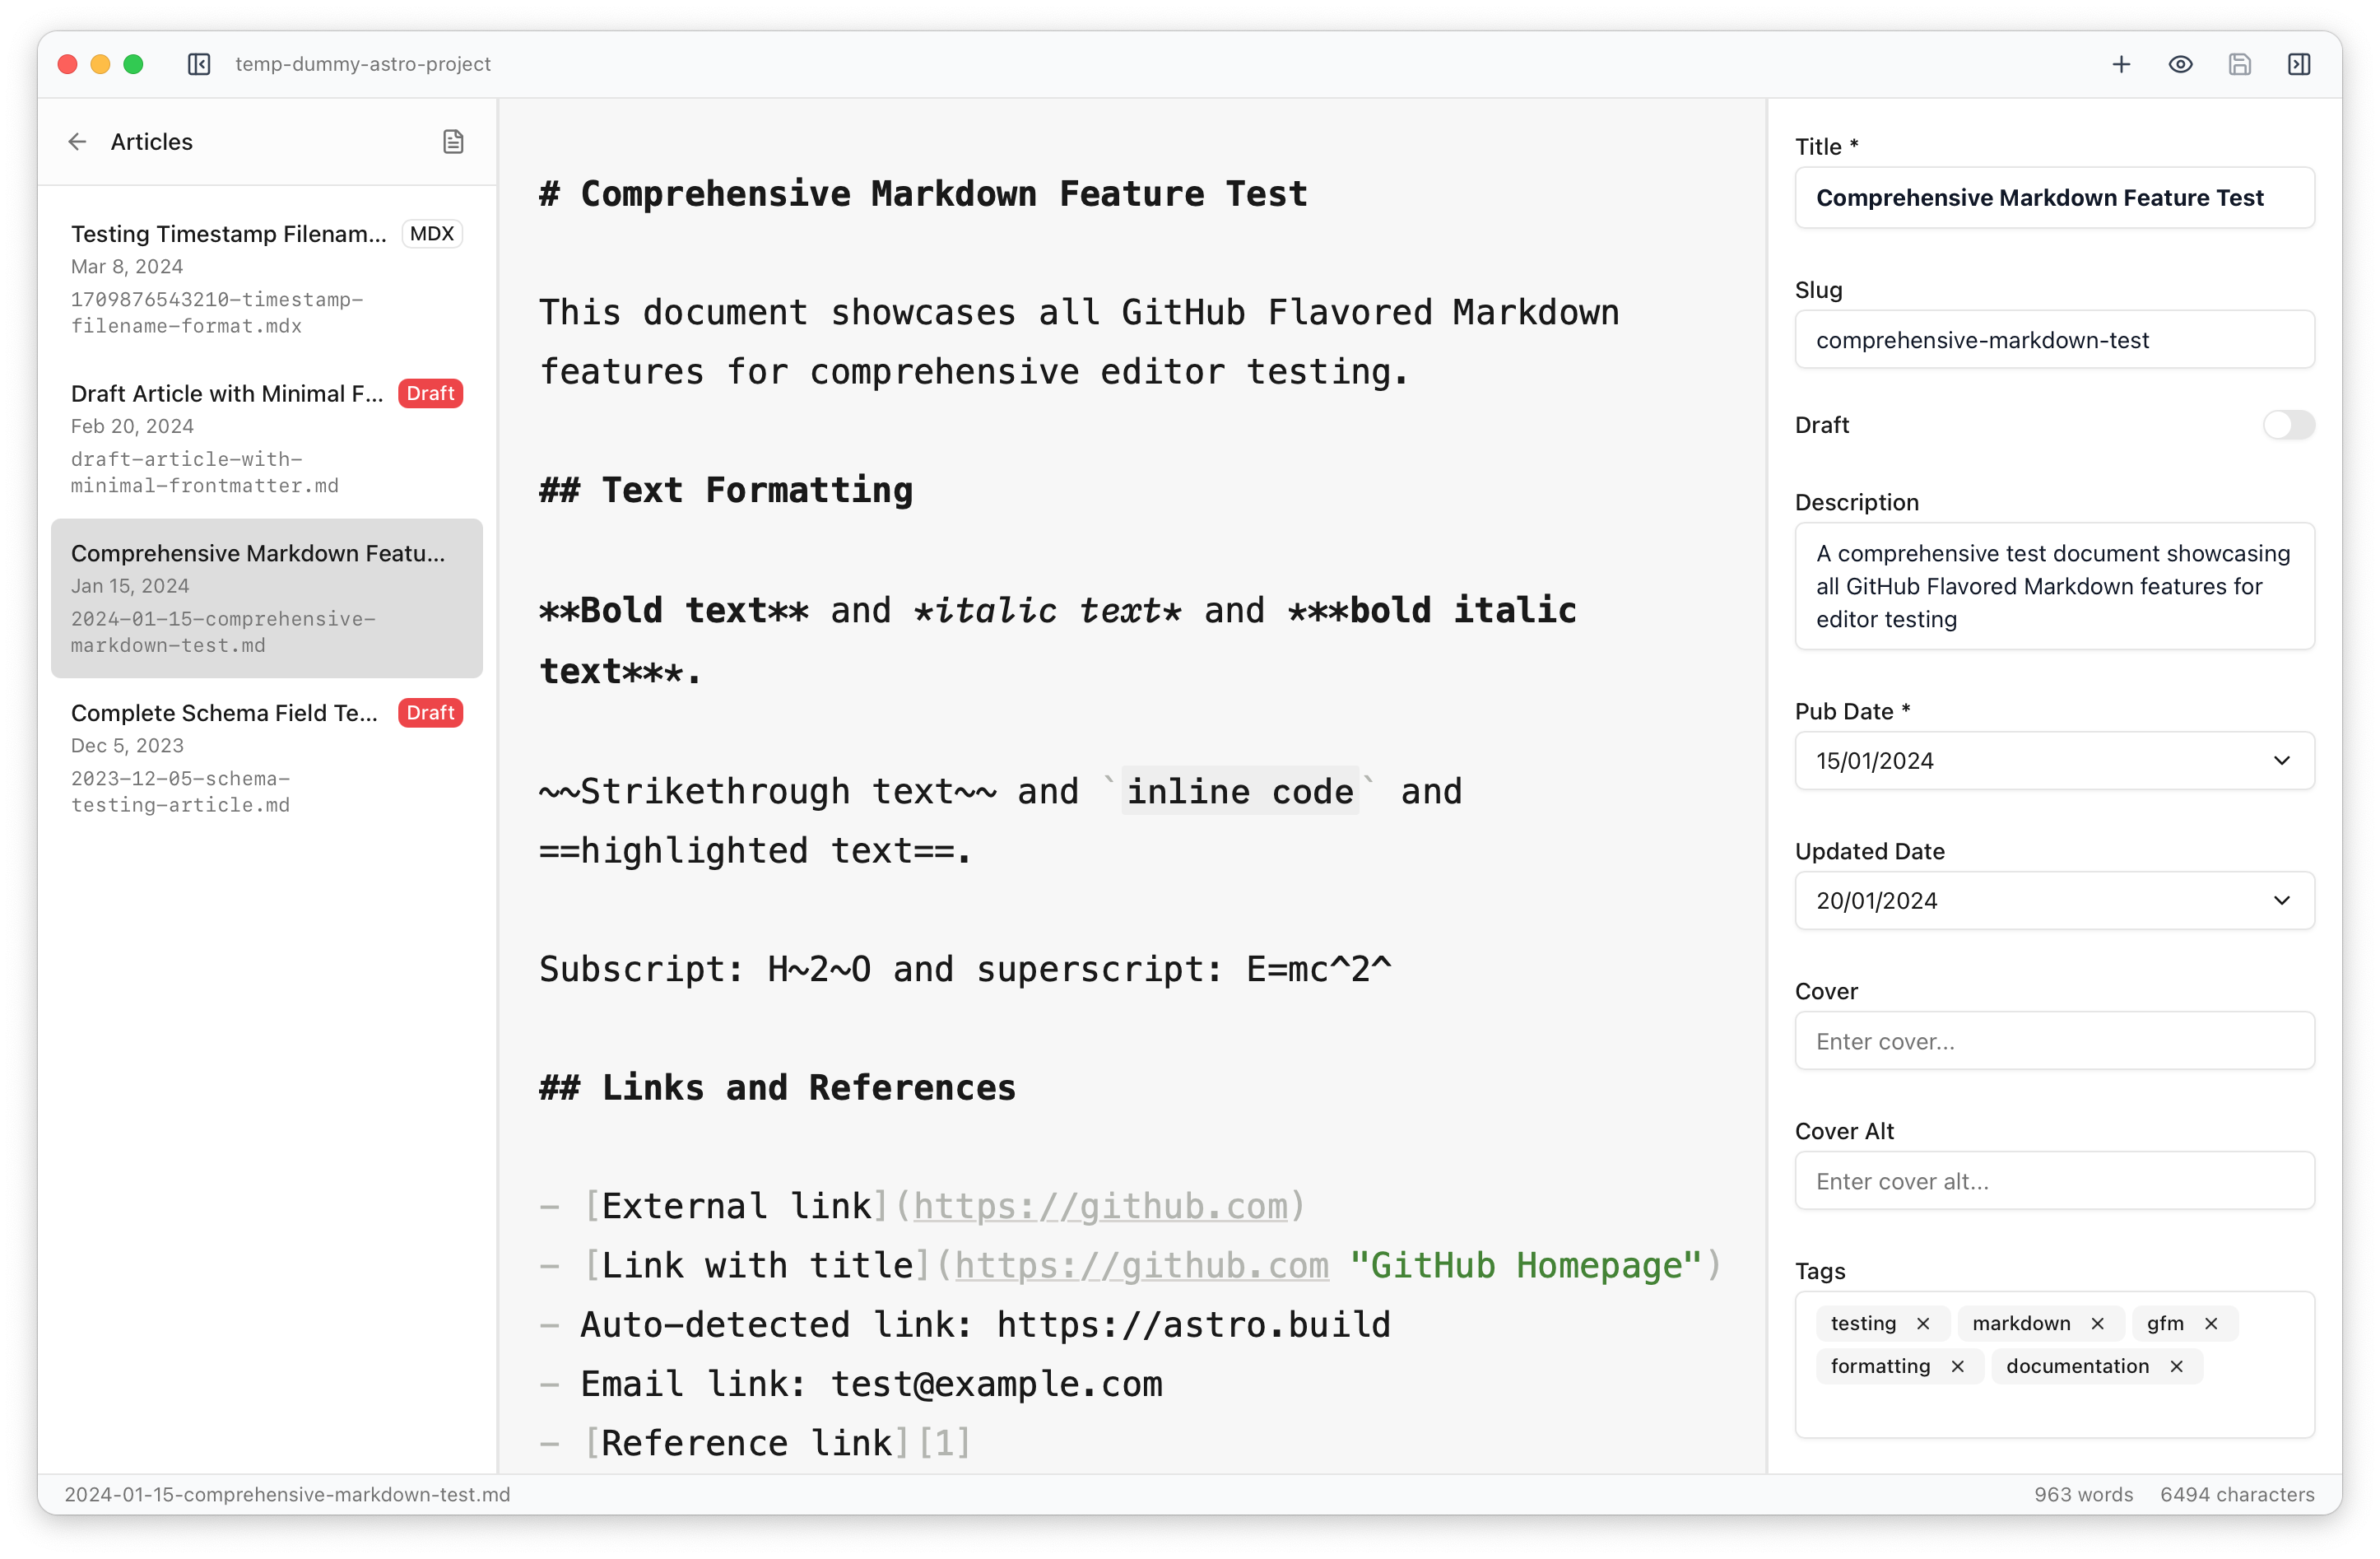 temp-dummy-astro-project
Articles
Testing Timestamp Filenam...
MDX
Mar 8, 2024
1709876543210-timestamp-
filename-format.mdx
Draft Article with Minimal F...
Draft
Feb 20, 2024
draft-article-with-
minimal-frontmatter.md
Comprehensive Markdown Featu...
Jan 15, 2024
2024-01-15-comprehensive-
markdown-test.md
Complete Schema Field Te...
Draft
Dec 5, 2023
2023-12-05-schema-
testing-article.md
# Comprehensive Markdown Feature Test
This document showcases all GitHub Flavored Markdown
features for comprehensive editor testing.
## Text Formatting
**Bold text** and *italic text* and ***bold italic
text***.
~~Strikethrough text~~ and `inline code` and
==highlighted text==.
Subscript: H~2~O and superscript: E=mc^2^
## Links and References
- [External link](https://github.com)
- [Link with title](https://github.com "GitHub Homepage")
- Auto-detected link: https://astro.build
- Email link: test@example.com
- [Reference link][1]
Title *
Comprehensive Markdown Feature Test
Slug
comprehensive-markdown-test
Draft
Description
A comprehensive test document showcasing
all GitHub Flavored Markdown features for
editor testing
Pub Date *
15/01/2024
Updated Date
20/01/2024
Cover
Enter cover...
Cover Alt
Enter cover alt...
Tags
testing × markdown × gfm ×
formatting × documentation ×
2024-01-15-comprehensive-markdown-test.md
963 words 6494 characters